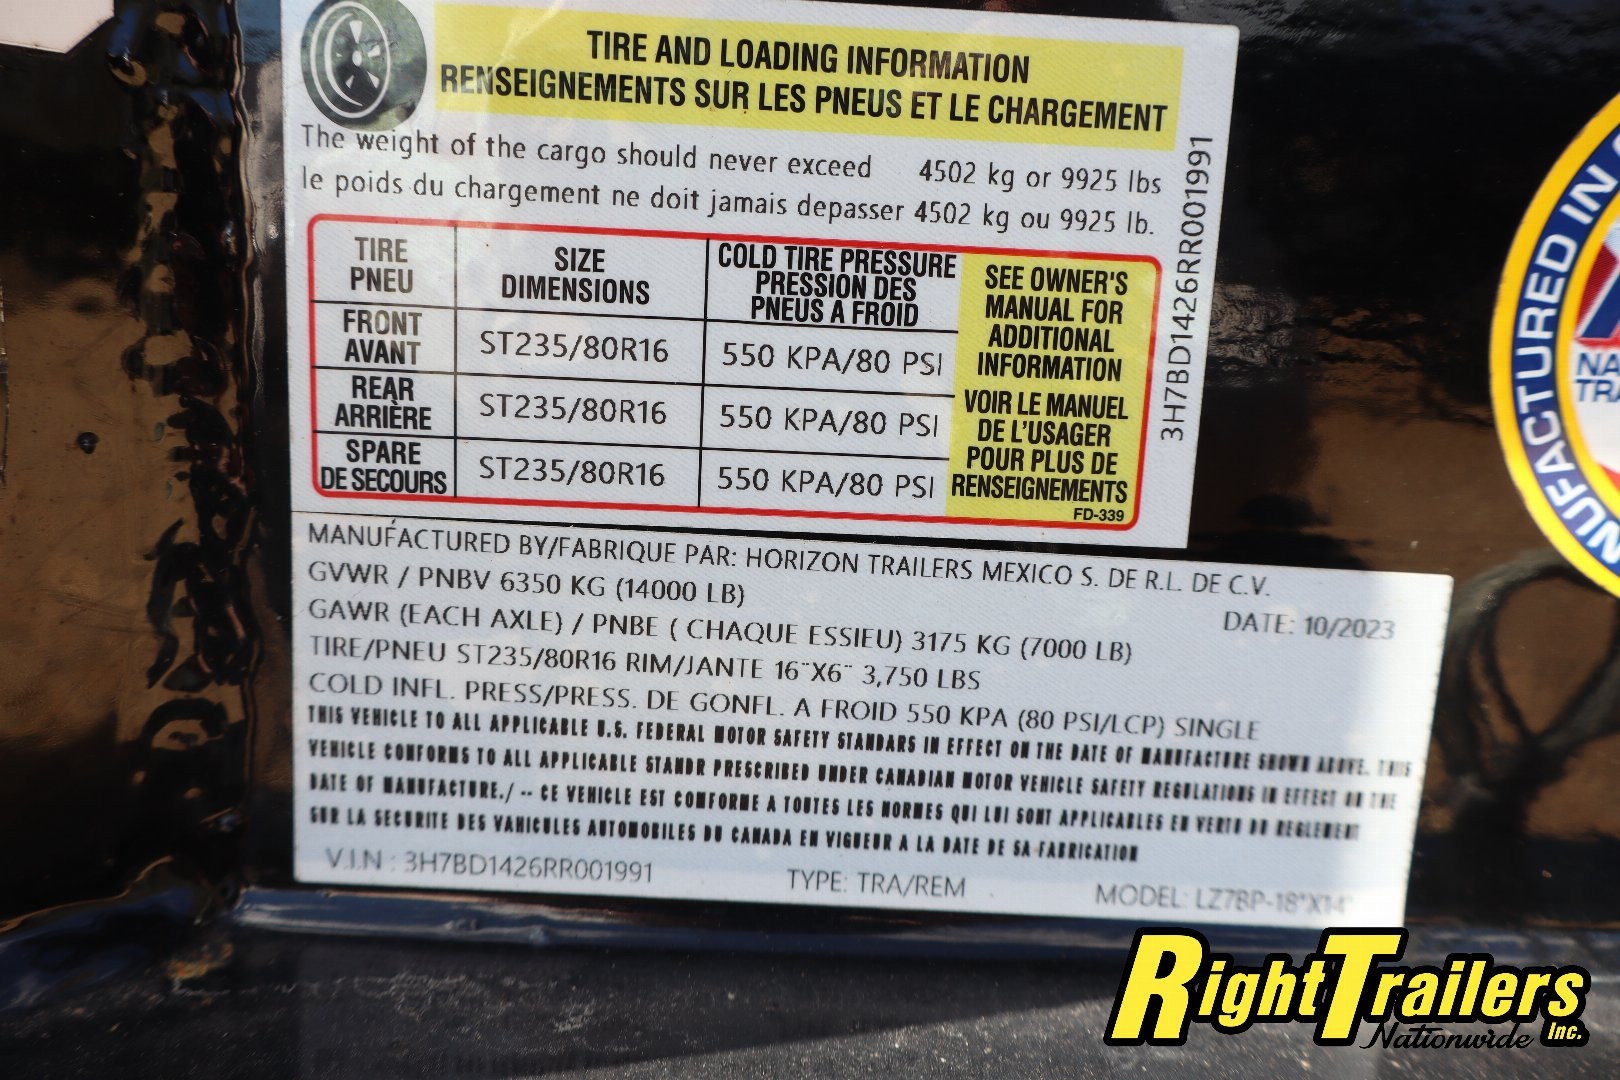 TIRE AND LOADING INFORMATION
RENSEIGNEMENTS SUR LES PNEUS ET LE CHARGEMENT
The weight of the cargo should never exceed 4502 kg or 9925 lbs
le poids du chargement ne doit jamais depasser 4502 kg ou 9925 lb.
TIRE
PNEU
SIZE
DIMENSIONS
COLD TIRE PRESSURE
PRESSION DES
PNEUS A FROID
FRONT
AVANT
ST235/80R16
550 KPA/80 PSI
REAR
ARRIÈRE
ST235/80R16
550 KPA/80 PSI
SPARE
DE SECOURS
ST235/80R16
550 KPA/80 PSI
SEE OWNER'S
MANUAL FOR
ADDITIONAL
INFORMATION
VOIR LE MANUEL
DE L'USAGER
POUR PLUS DE
RENSEIGNEMENTS
FD-339
3H7BD1426RR001991
MANUFACTURED BY/FABRIQUE PAR: HORIZON TRAILERS MEXICO S. DE R.L. DE C.V.
GVWR / PNBV 6350 KG (14000 LB)
DATE: 10/2023
GAWR (EACH AXLE) / PNBE ( CHAQUE ESSIEU) 3175 KG (7000 LB)
TIRE/PNEU ST235/80R16 RIM/JANTE 16¨X6¨ 3,750 LBS
COLD INFL. PRESS/PRESS. DE GONFL. A FROID 550 KPA (80 PSI/LCP) SINGLE
THIS VEHICLE TO ALL APPLICABLE U.S. FEDERAL MOTOR SAFETY STANDARS IN EFFECT ON THE DATE OF MANUFACTURE SHOWN ABOVE. THIS
VEHICLE CONFORMS TO ALL APPLICABLE STANDR PRESCRIBED UNDER CANADIAN MOTOR VEHICLE SAFETY REGULATIONS IN EFFECT ON THE
DATE OF MANUFACTURE./ -- CE VEHICLE EST CONFORME A TOUTES LES NORMES QUI LUI SONT APPLICABLES EN VERTU DU REGLEMENT
SUR LA SECURITE DES VAHICULES AUTOMOBILES DU CANADA EN VIGUEUR A LA DATE DE SA FABRICATION
V.I.N : 3H7BD1426RR001991
TYPE: TRA/REM
MODEL: LZ7BP-18"X14"
MANUFACTURED IN
NA
TRA
RightTrailers
Nationwide Inc.